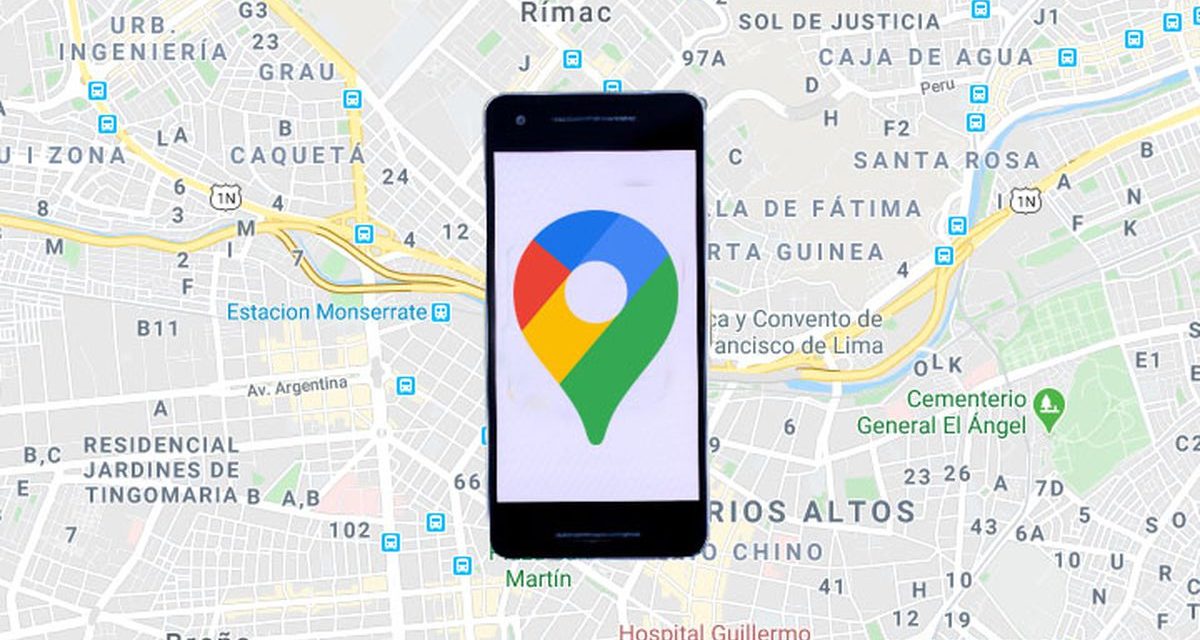 G3
Rímac
J1
URB.
INGENIERÍA
SOL DE JUSTICIA
23
GRAU
J
97A
CAJA DE AGUA
D
Peru
H
F2
LA
B
CAQUETÁ
U I ZONA
C
SANTA ROSA
B
24
6
8
3
1N
4
A
I
1N
N
LA DE FÁTIMA
M
M
I
4
12
F
K
2
7
RTA GUINEA
F
4
Estacion Monserrate
B11
ca y Convento de
ancisco de Lima
O
L
K
E1
Av. Argentina
A
Cementerio
General El Ángel
6
9
B,C
RESIDENCIAL
JARDINES DE
TINGOMARIA
B
A,B
C2
E
66
23
26
A
7D
7
102
RIOS ALTOS
43
6A
5
S
O
CHINO
10
U
Martín
41
H
10
R
N
12
19
F
Hospital Guillermo